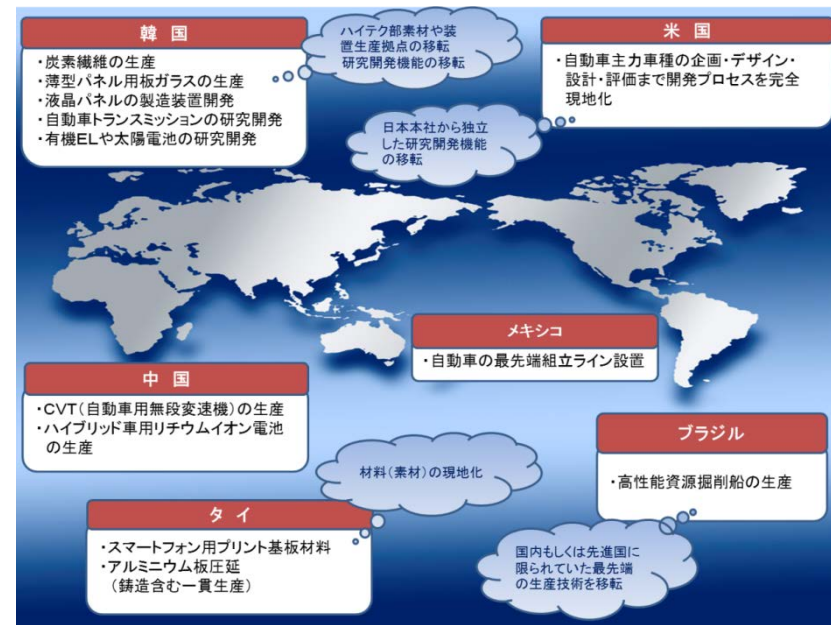 韓 国
・炭素繊維の生産
・薄型パネル用板ガラスの生産
・液晶パネルの製造装置開発
・自動車トランスミッションの研究開発
・有機ELや太陽電池の研究開発
ハイテク部素材や装
置生産拠点の移転
研究開発機能の移転
米 国
・自動車主力車種の企画・デザイン・
設計・評価まで開発プロセスを完全
現地化
日本本社から独立
した研究開発機能
の移転
メキシコ
・自動車の最先端組立ライン設置
中 国
・CVT(自動車用無段変速機)の生産
・ハイブリッド車用リチウムイオン電池
の生産
ブラジル
・高性能資源掘削船の生産
材料(素材)の現地化
タ イ
・スマートフォン用プリント基板材料
・アルミニウム板圧延
(鋳造含む一貫生産)
国内もしくは先進国に
限られていた最先端
の生産技術を移転